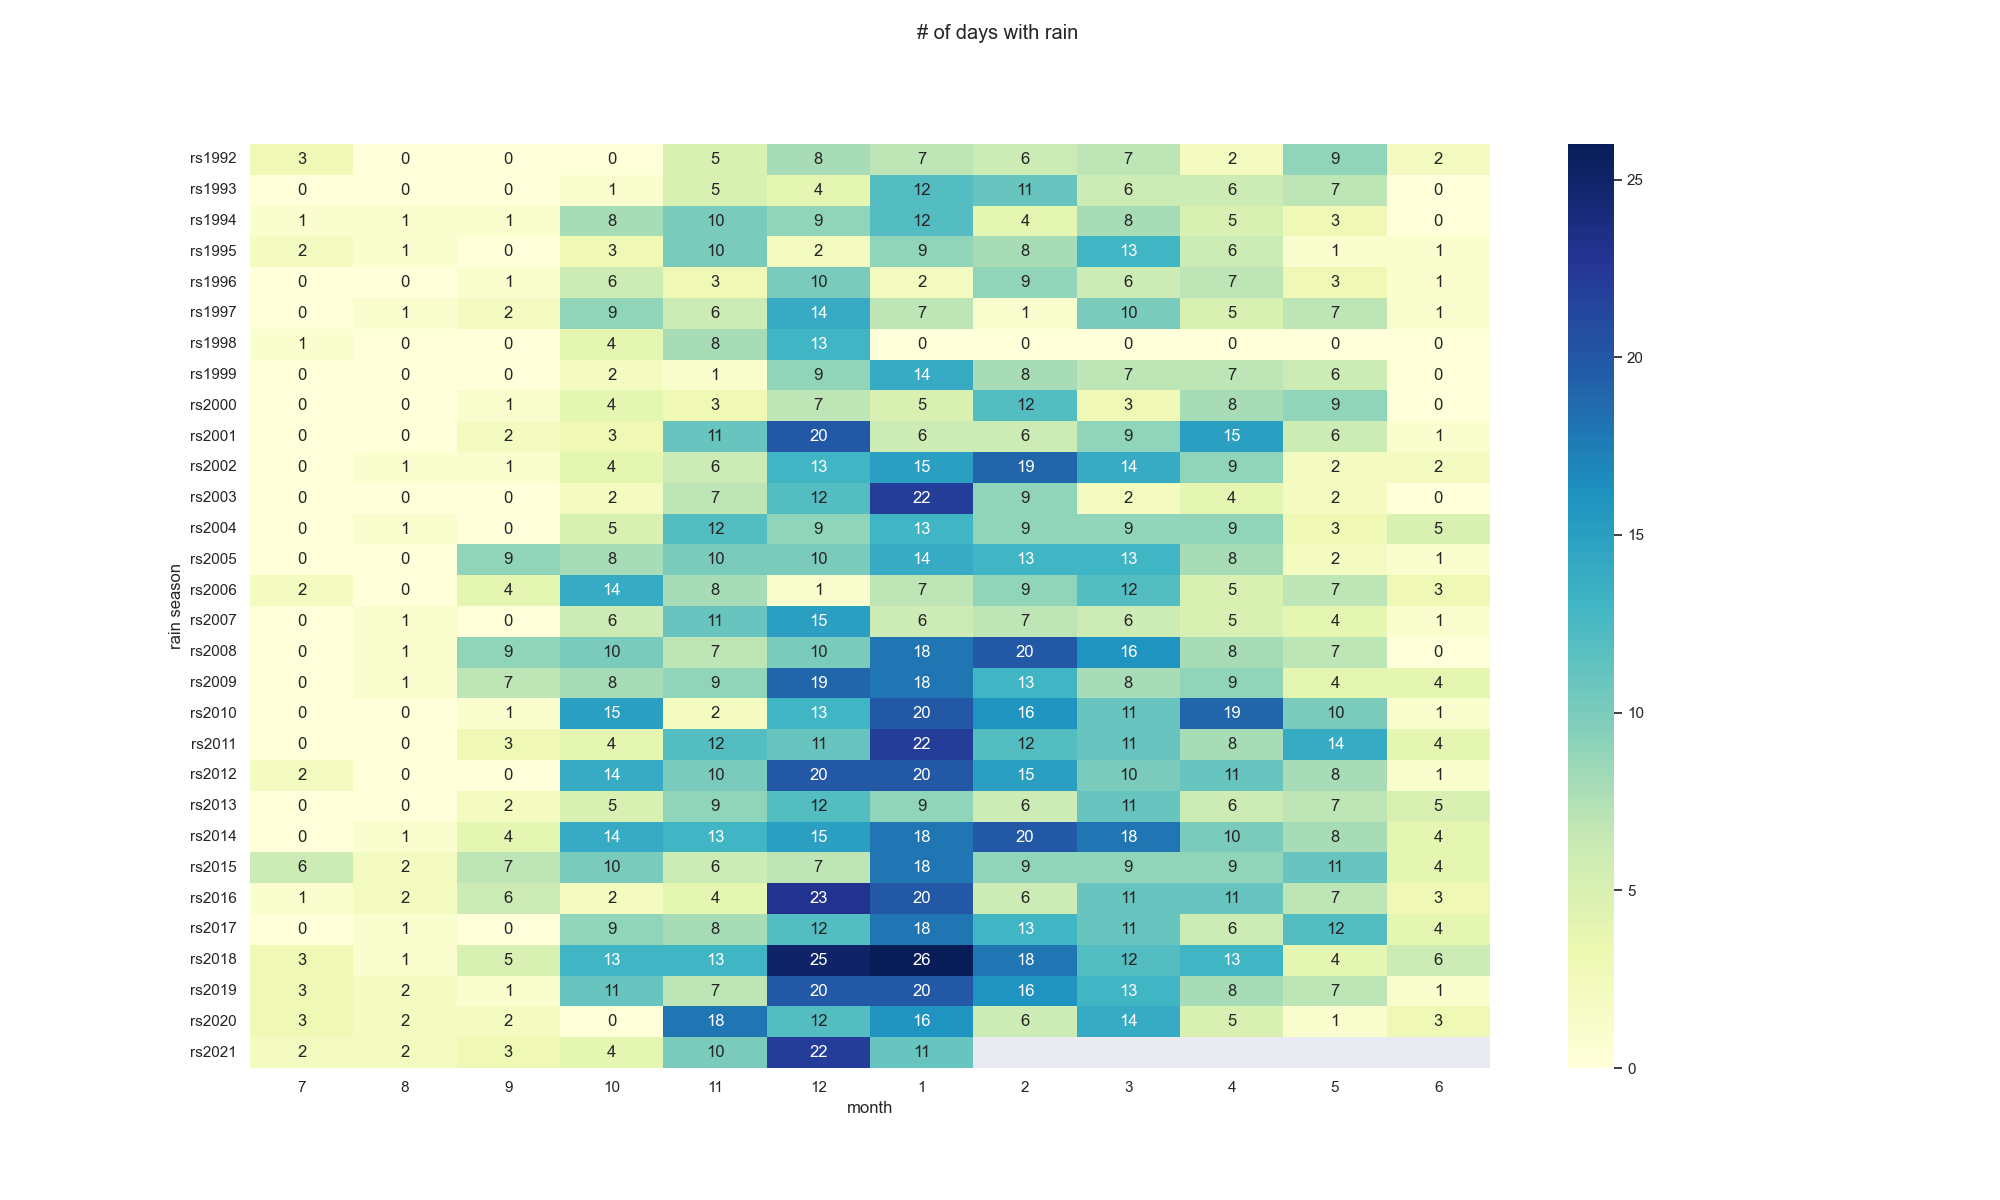 # of days with rain
rs1992 3 0 0 0 5 8 7 6 7 2 9 2
rs1993 0 0 0 1 5 4 12 11 6 6 7 0
rs1994 1 1 1 8 10 9 12 4 8 5 3 0
rs1995 2 1 0 3 10 2 9 8 13 6 1 1
rs1996 0 0 1 6 3 10 2 9 6 7 3 1
rs1997 0 1 2 9 6 14 7 1 10 5 7 1
rs1998 1 0 0 4 8 13 0 0 0 0 0 0
rs1999 0 0 0 2 1 9 14 8 7 7 6 0
rs2000 0 0 1 4 3 7 5 12 3 8 9 0
rs2001 0 0 2 3 11 20 6 6 9 15 6 1
rs2002 0 1 1 4 6 13 15 19 14 9 2 2
rs2003 0 0 0 2 7 12 22 9 2 4 2 0
rs2004 0 1 0 5 12 9 13 9 9 9 3 5
rs2005 0 0 9 8 10 10 14 13 13 8 2 1
rs2006 2 0 4 14 8 1 7 9 12 5 7 3
rs2007 0 1 0 6 11 15 6 7 6 5 4 1
rs2008 0 1 9 10 7 10 18 20 16 8 7 0
rs2009 0 1 7 8 9 19 18 13 8 9 4 4
rs2010 0 0 1 15 2 13 20 16 11 19 10 1
rs2011 0 0 3 4 12 11 22 12 11 8 14 4
rs2012 2 0 0 14 10 20 20 15 10 11 8 1
rs2013 0 0 2 5 9 12 9 6 11 6 7 5
rs2014 0 1 4 14 13 15 18 20 18 10 8 4
rs2015 6 2 7 10 6 7 18 9 9 9 11 4
rs2016 1 2 6 2 4 23 20 6 11 11 7 3
rs2017 0 1 0 9 8 12 18 13 11 6 12 4
rs2018 3 1 5 13 13 25 26 18 12 13 4 6
rs2019 3 2 1 11 7 20 20 16 13 8 7 1
rs2020 3 2 2 0 18 12 16 6 14 5 1 3
rs2021 2 2 3 4 10 22 11
7 8 9 10 11 12 1 2 3 4 5 6
month
rain season
25
20
15
10
5
0